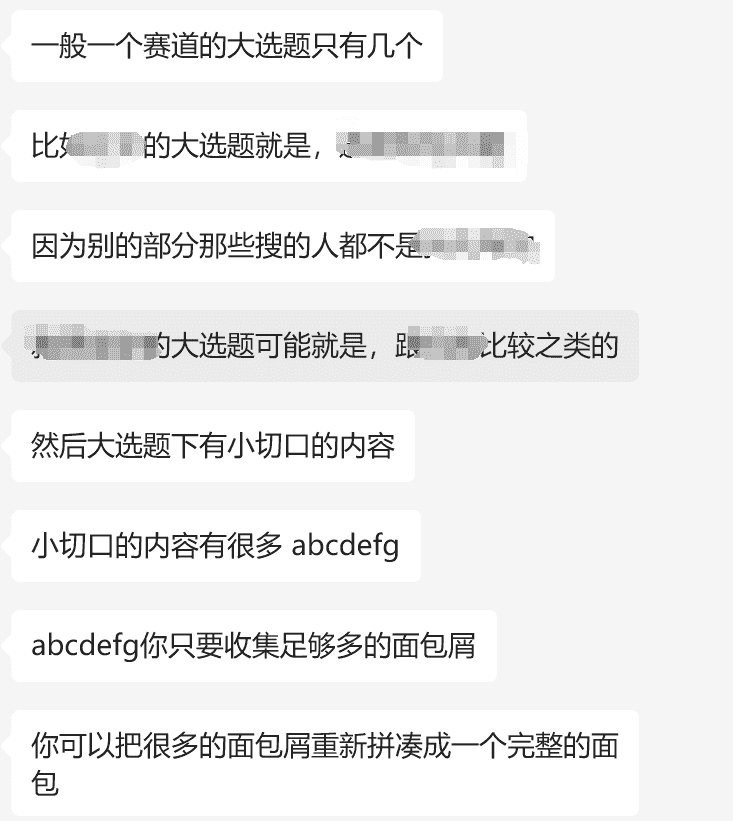 一般一个赛道的大选题只有几个
比如的大选题就是，
因为别的部分那些搜的人都不是
的大选题可能就是，跟比较之类的
然后大选题下有小切口的内容
小切口的内容有很多 abcdefg
abcdefg你只要收集足够多的面包屑
你可以把很多的面包屑重新拼凑成一个完整的面
包